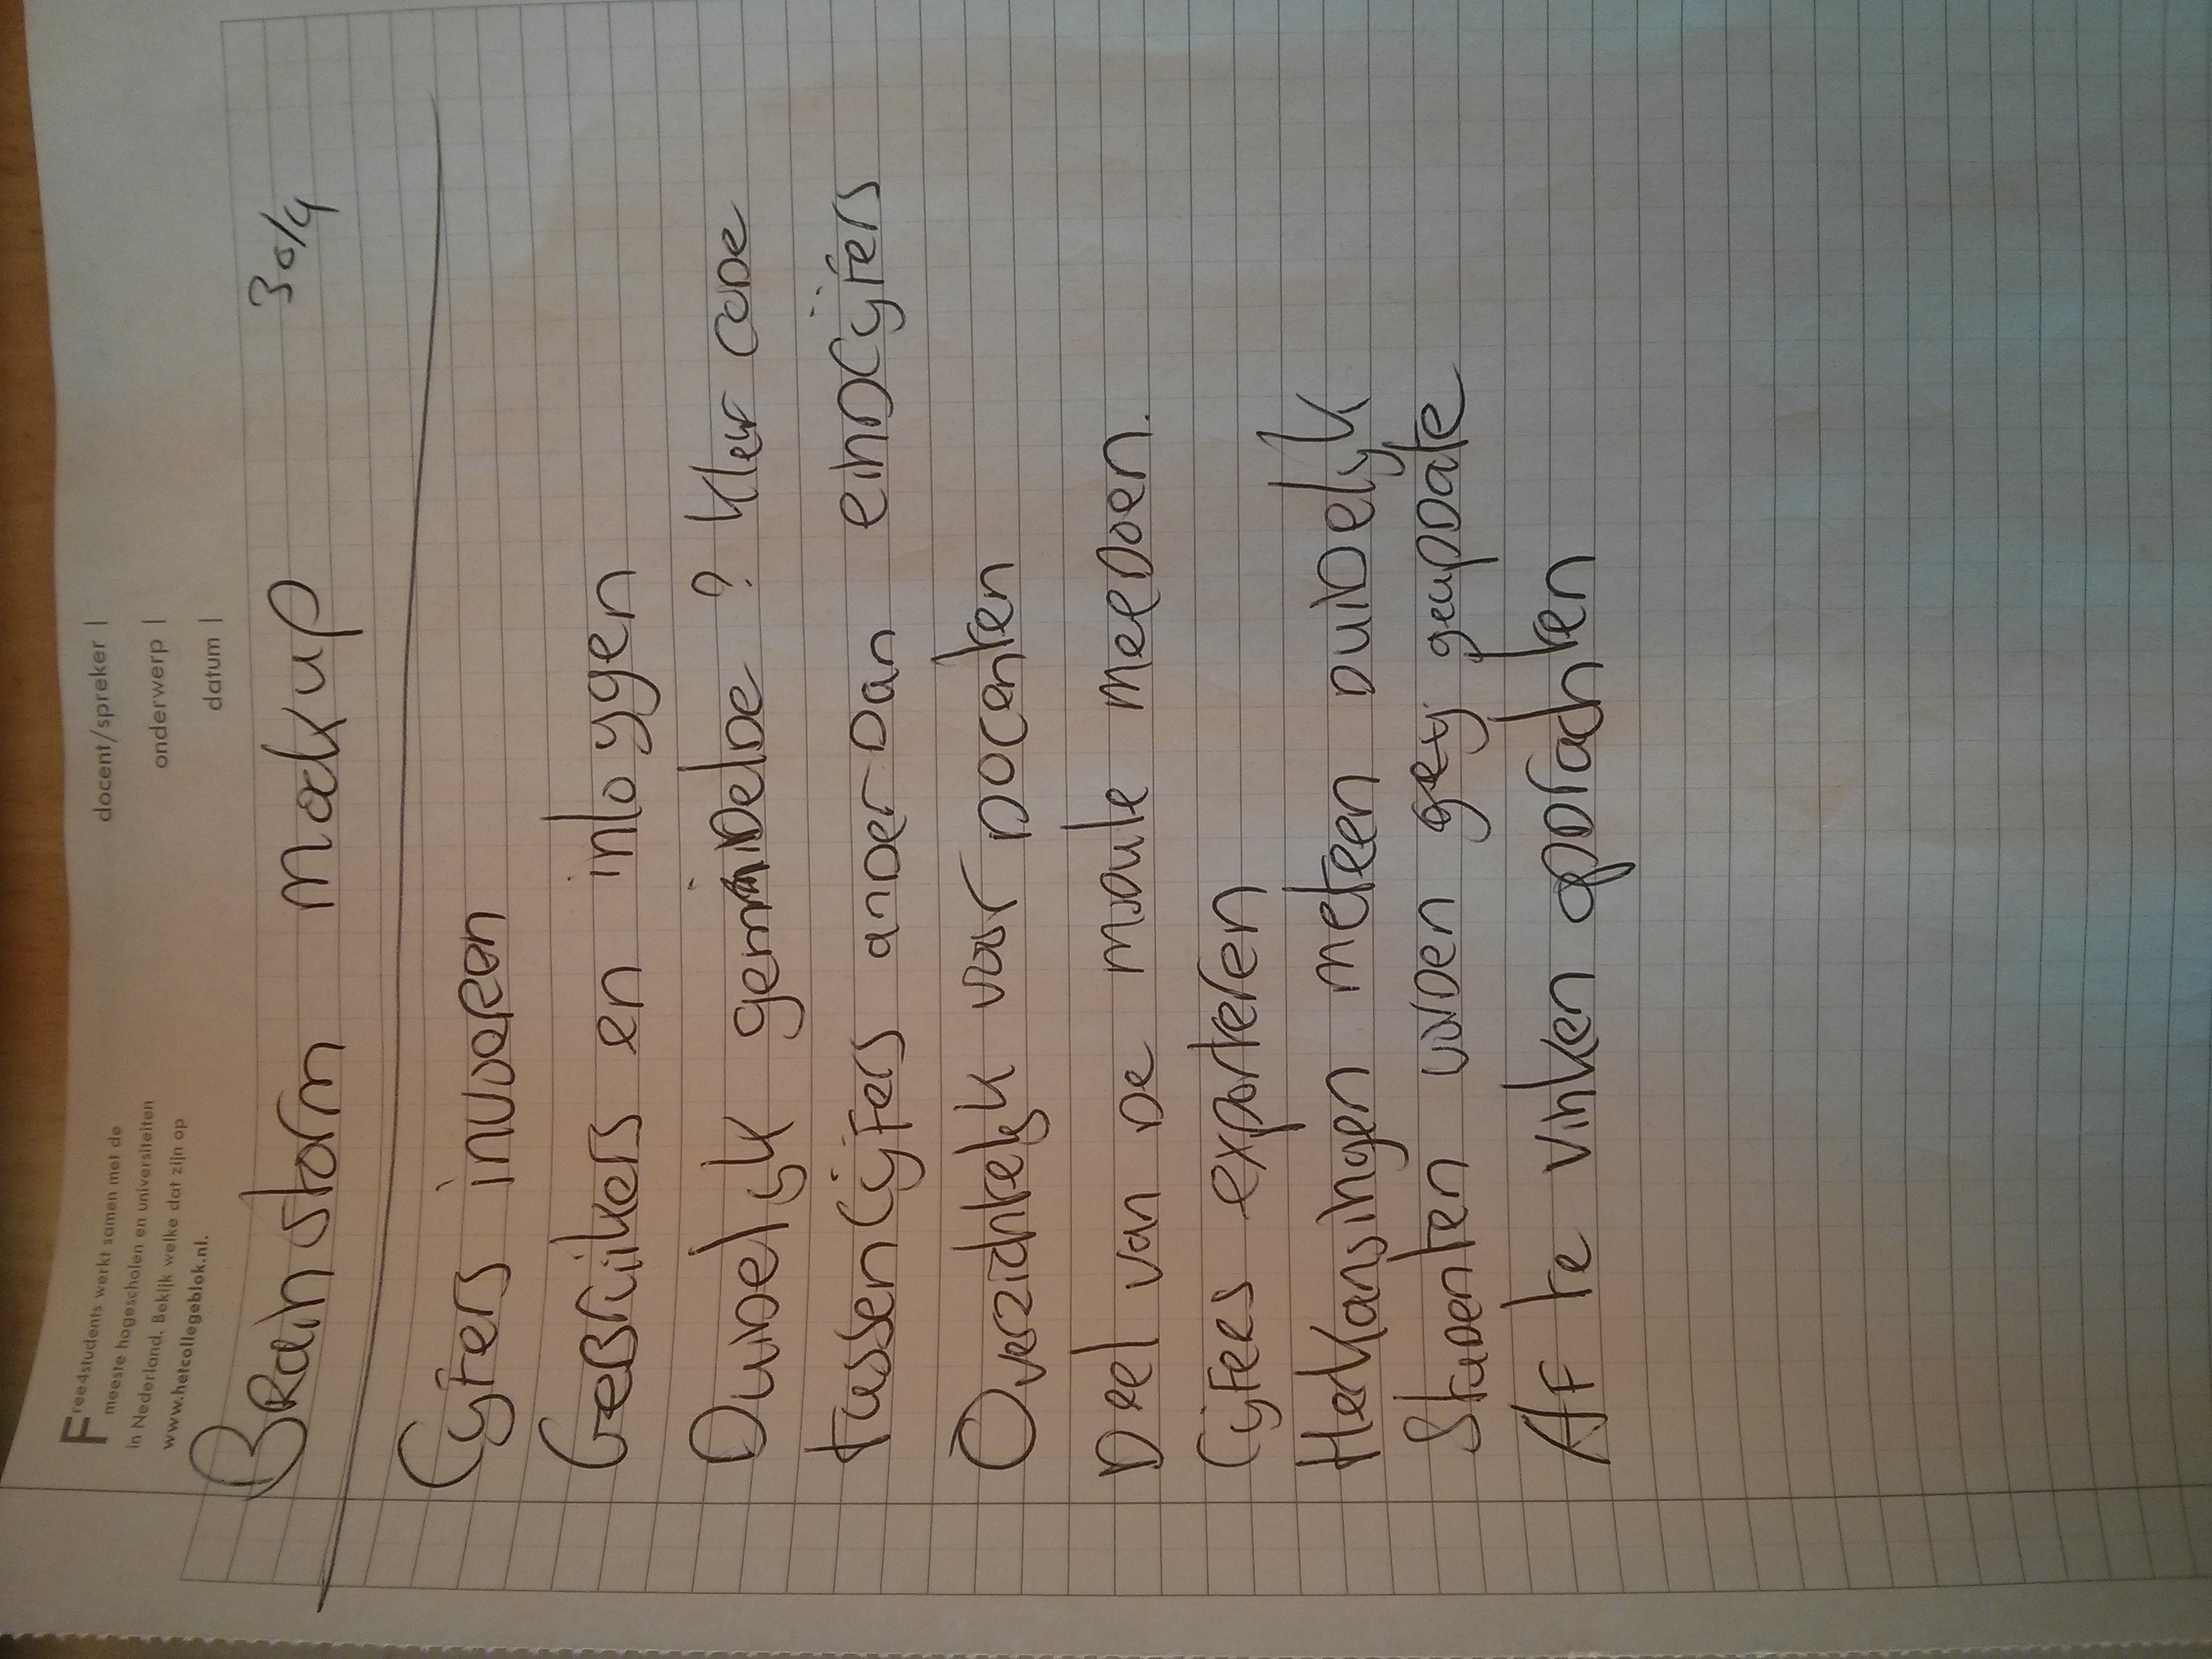 Free4students werkt samen met de
meeste hogescholen en universiteiten
in Nederland. Bekijk welke dat zijn op
www.hetcollegeblok.nl.
docent/spreker |
onderwerp |
datum |
Brainstorm mockup 30/4
Cijfers invoeren
Gebruikers en inloggen
Duidelijk gemiddelde ? kleur code
tussencijfers ander dan eindcijfers
Overzichtelijk voor docenten
Deel van de module meedoen.
Cijfers exporteren
Herkansingen meteen duidelijk
Studenten worden geupdate
AF te vinken opdrachten